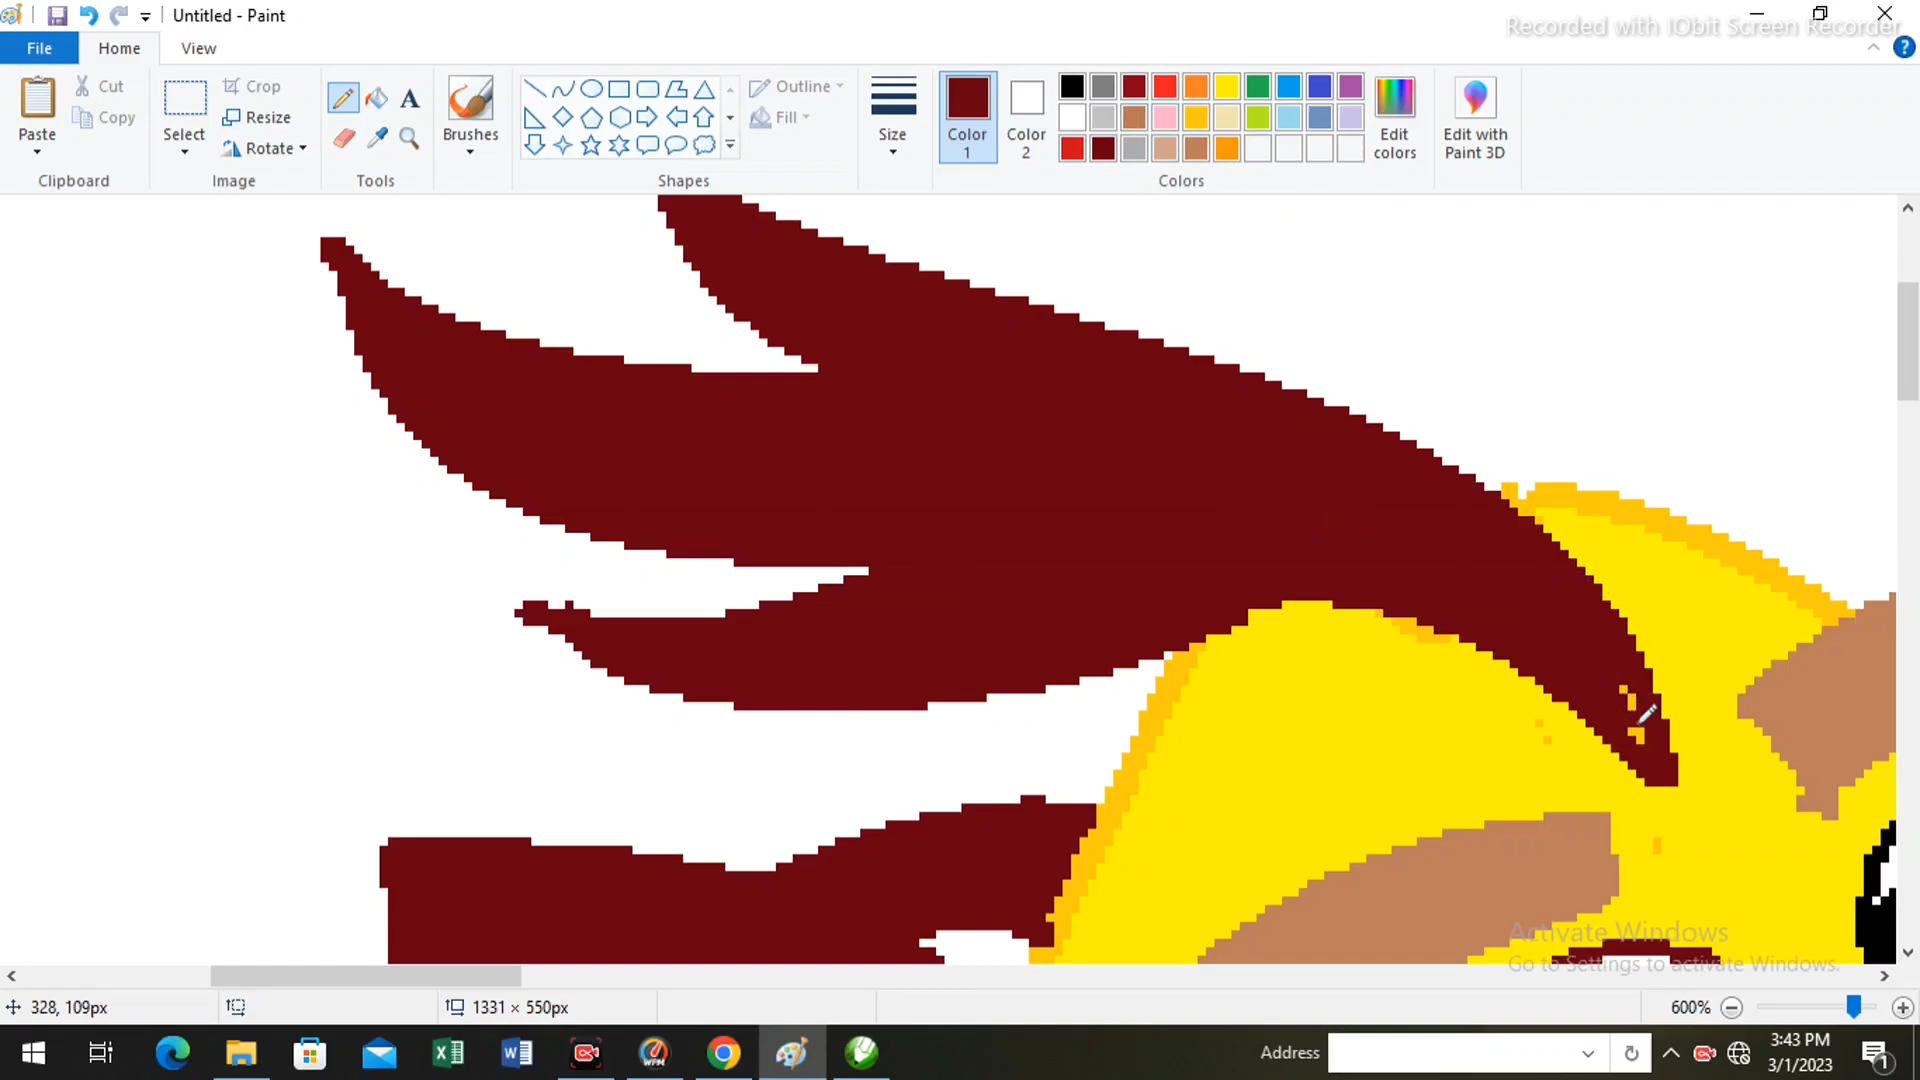 Untitled - Paint
Recorded with IObit Screen Recorder
File
Home
View
Paste
Cut
Copy
Clipboard
Select
Crop
Resize
Rotate
Image
A
Tools
Brushes
Shapes
Outline
Fill
Size
Color 1
Color 2
Edit colors
Edit with Paint 3D
Colors
Activate Windows
Go to Settings to activate Windows.
328, 109px
1331 × 550px
600%
WPM
Address
3:43 PM
3/1/2023
1